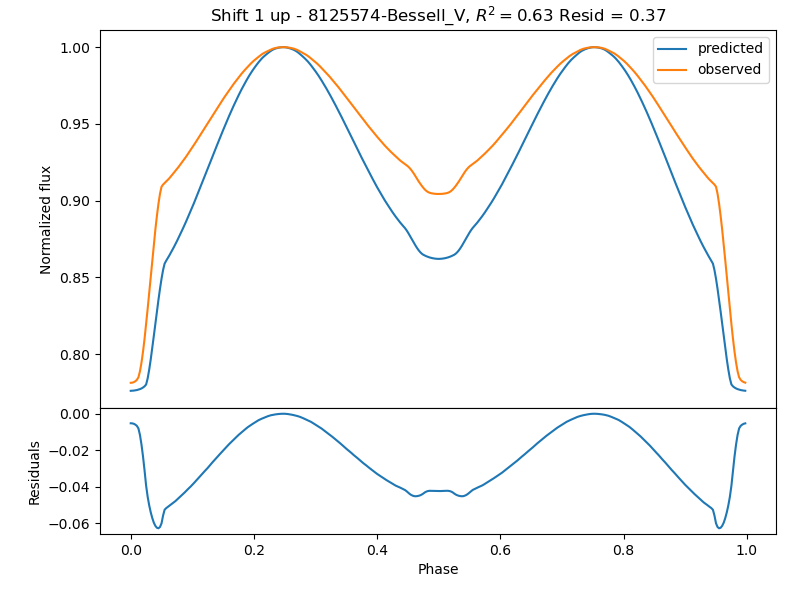 Shift 1 up - 8125574-Bessell_V, R² = 0.63 Resid = 0.37
predicted
observed
Normalized flux
1.00
0.95
0.90
0.85
0.80
Residuals
0.00
−0.02
−0.04
−0.06
0.0 0.2 0.4 0.6 0.8 1.0
Phase